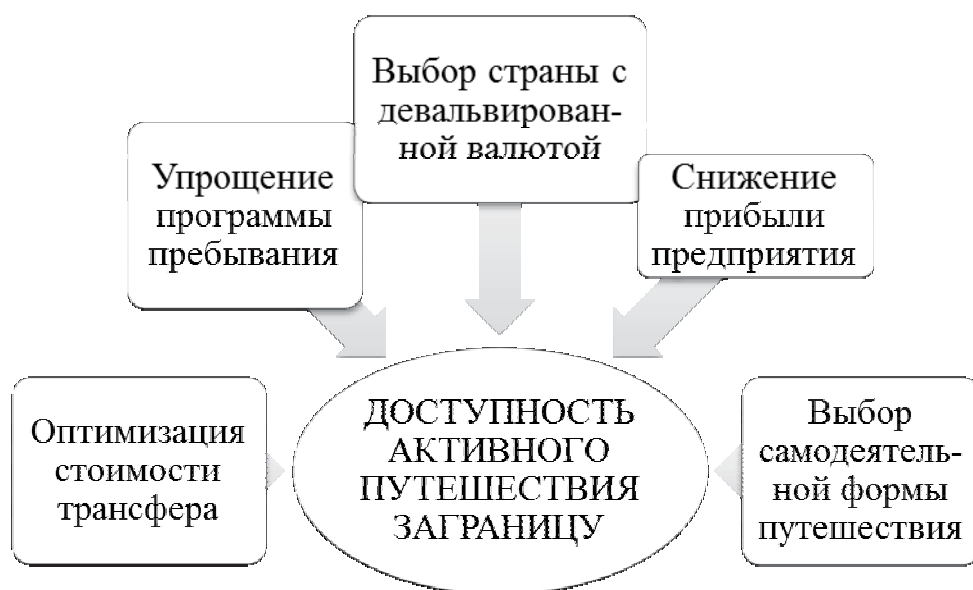 Выбор страны с
девальвирован-
ной валютой
Упрощение
программы
пребывания
Снижение
прибыли
предприятия
Оптимизация
стоимости
трансфера
ДОСТУПНОСТЬ
АКТИВНОГО
ПУТЕШЕСТВИЯ
ЗАГРАНИЦУ
Выбор
самодеятель-
ной формы
путешествия